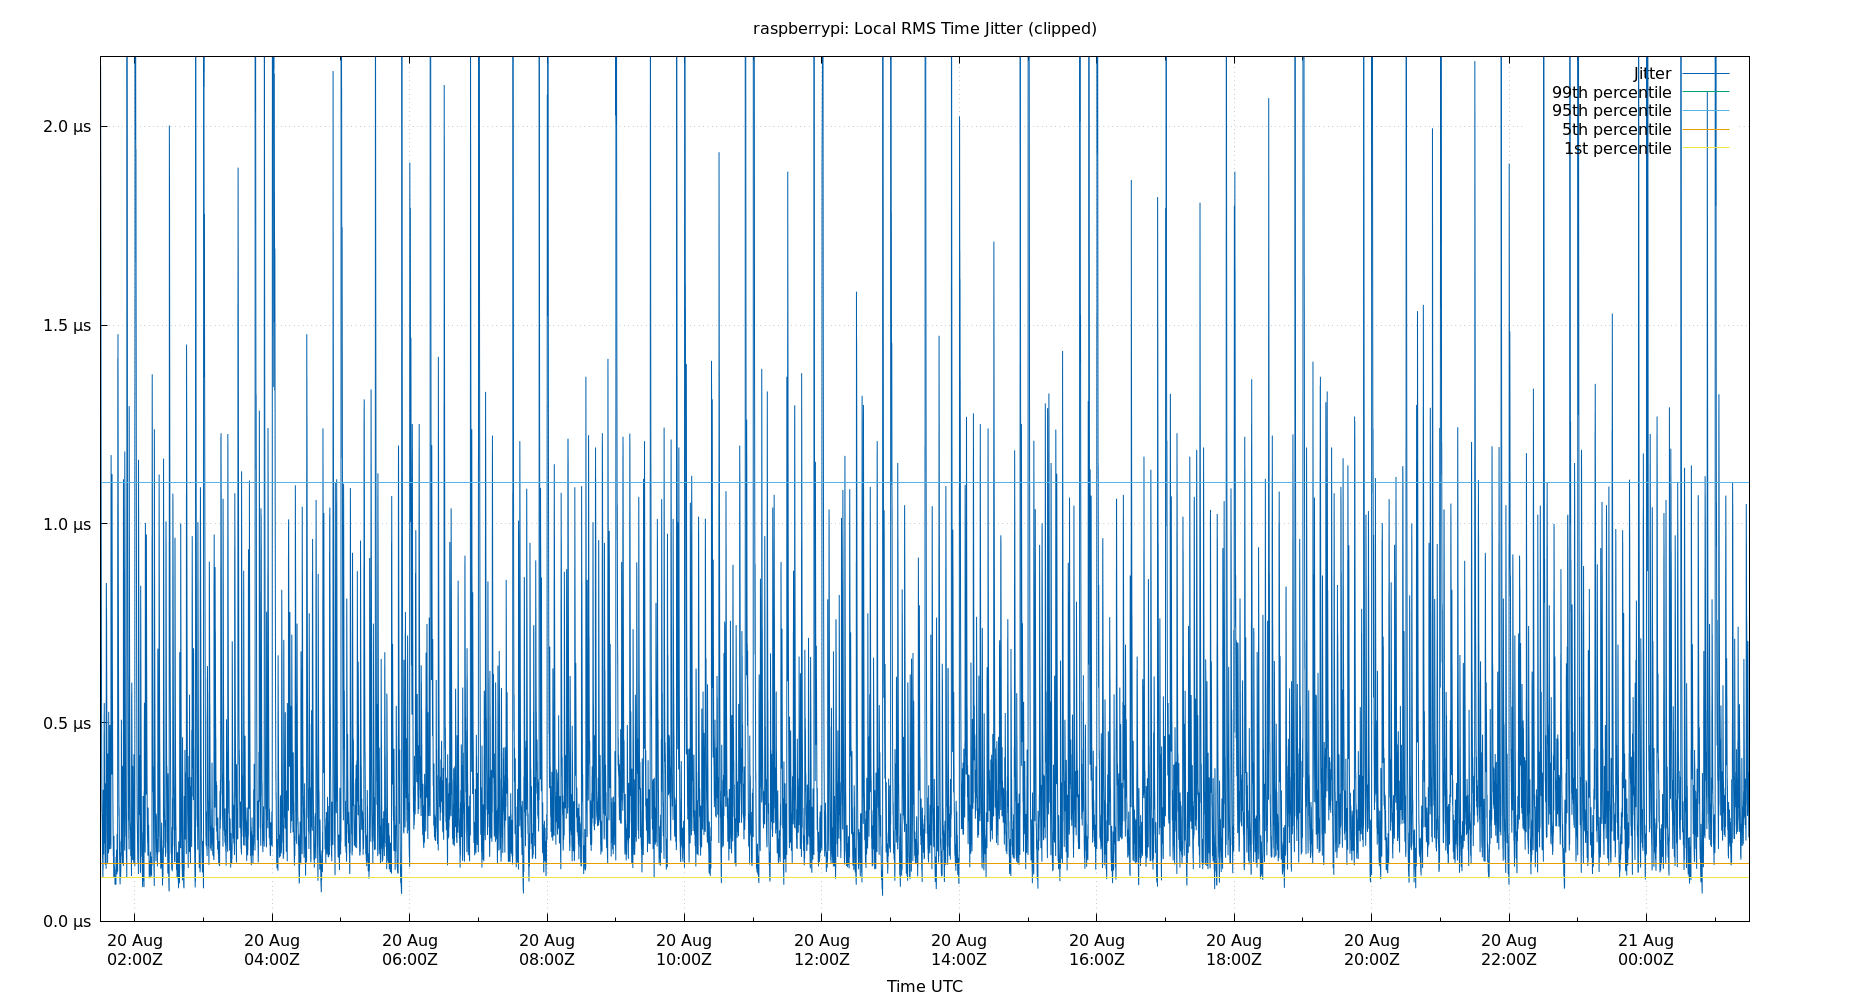 raspberrypi: Local RMS Time Jitter (clipped)
Jitter
99th percentile
95th percentile
5th percentile
1st percentile
2.0 µs
1.5 µs
1.0 µs
0.5 µs
0.0 µs
20 Aug 20 Aug 20 Aug 20 Aug 20 Aug 20 Aug 20 Aug 20 Aug 20 Aug 20 Aug 20 Aug 21 Aug
02:00Z 04:00Z 06:00Z 08:00Z 10:00Z 12:00Z 14:00Z 16:00Z 18:00Z 20:00Z 22:00Z 00:00Z
Time UTC